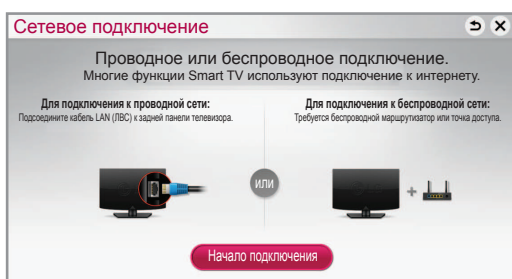 Сетевое подключение
Проводное или беспроводное подключение.
Многие функции Smart TV используют подключение к интернету.
Для подключения к проводной сети:
Подсоедините кабель LAN (ЛВС) к задней панели телевизора.
Для подключения к беспроводной сети:
Требуется беспроводной маршрутизатор или точка доступа.
или
Начало подключения